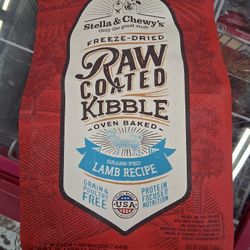 Stella & Chewy's
Only the good stuff
FREEZE-DRIED
RAW
COATED
KIBBLE
OVEN BAKED
GRASS-FED
LAMB RECIPE
GRAIN &
POULTRY
FREE
USA
PROTEIN
FOCUSED
NUTRITION